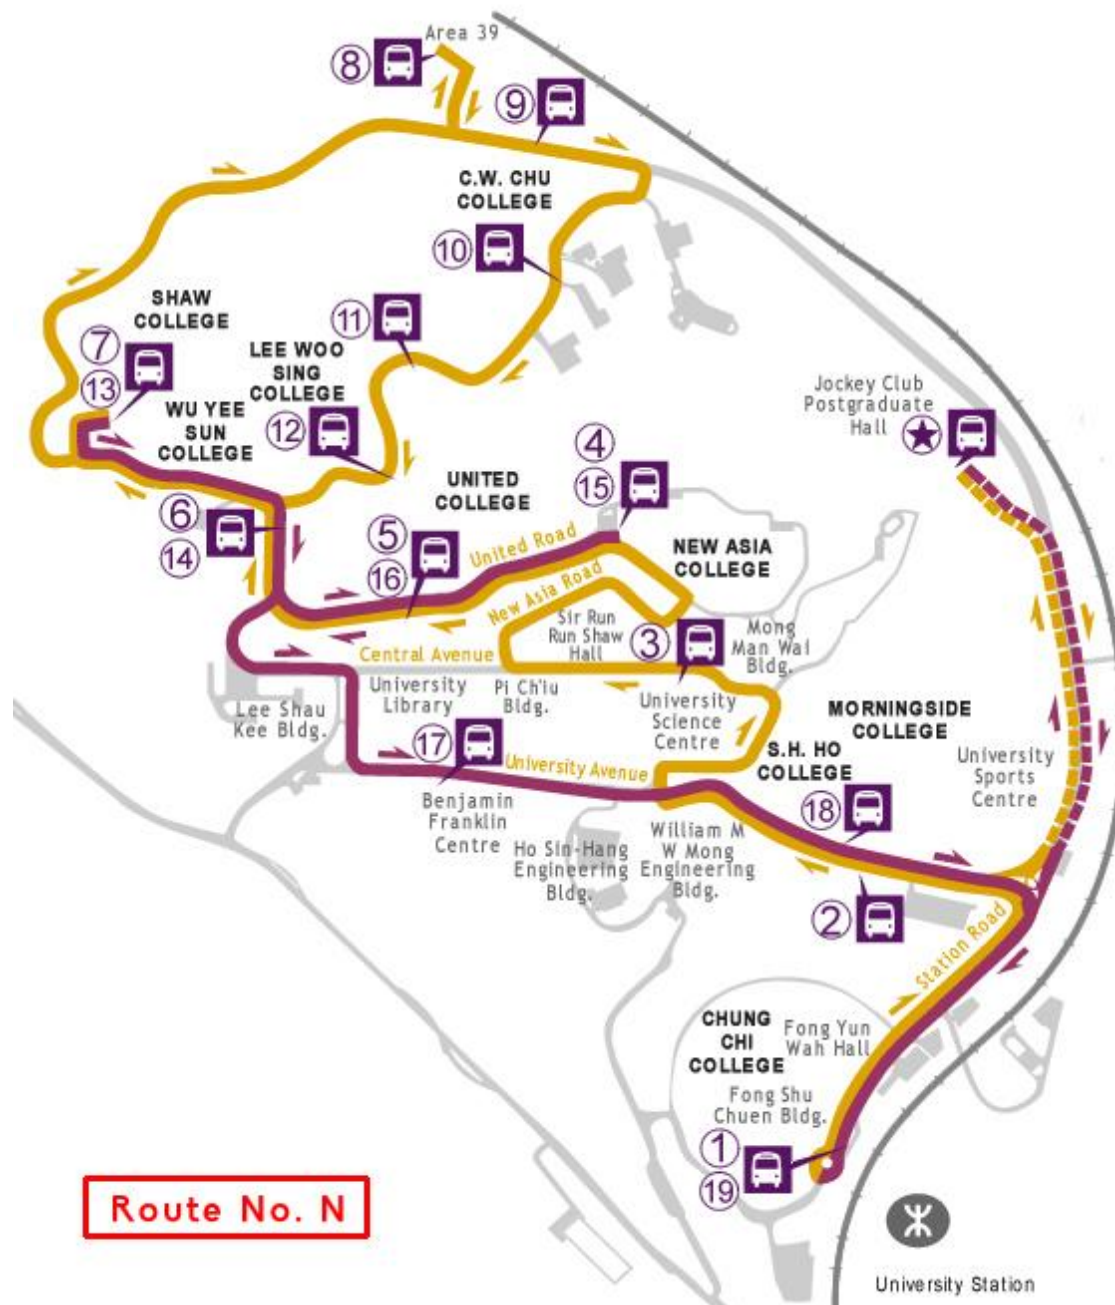 Area 39
8
9
C.W. CHU
COLLEGE
10
SHAW
COLLEGE
11
7
13
LEE WOO
SING
COLLEGE
12
WU YEE
SUN
COLLEGE
Jockey Club
Postgraduate
Hall
4
15
UNITED
COLLEGE
6
14
5
16
United Road
NEW ASIA
COLLEGE
New Asia Road
Sir Run
Run Shaw
Hall
3
Mong
Man Wai
Bldg.
Central Avenue
University
Library
Pi Ch'iu
Bldg.
University
Science
Centre
Lee Shau
Kee Bldg.
MORNINGSIDE
COLLEGE
17
University Avenue
S.H. HO
COLLEGE
University
Sports
Centre
18
Benjamin
Franklin
Centre
Ho Sin-Hang
Engineering
Bldg.
William M
W Mong
Engineering
Bldg.
2
Station Road
CHUNG
CHI
COLLEGE
Fong Yun
Wah Hall
Fong Shu
Chuen Bldg.
1
19
Route No. N
University Station